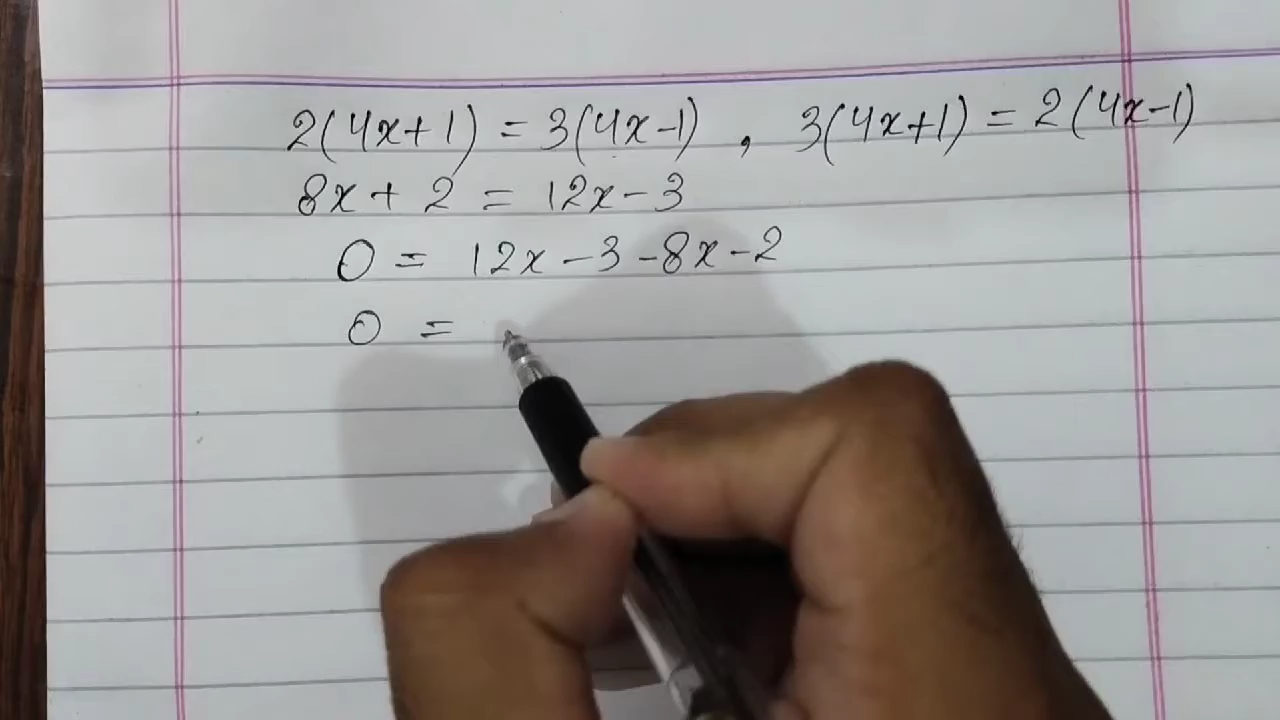 2(4x+1) = 3(4x-1) , 3(4x+1) = 2(4x-1)
8x + 2 = 12x - 3
0 = 12x - 3 - 8x - 2
0 =